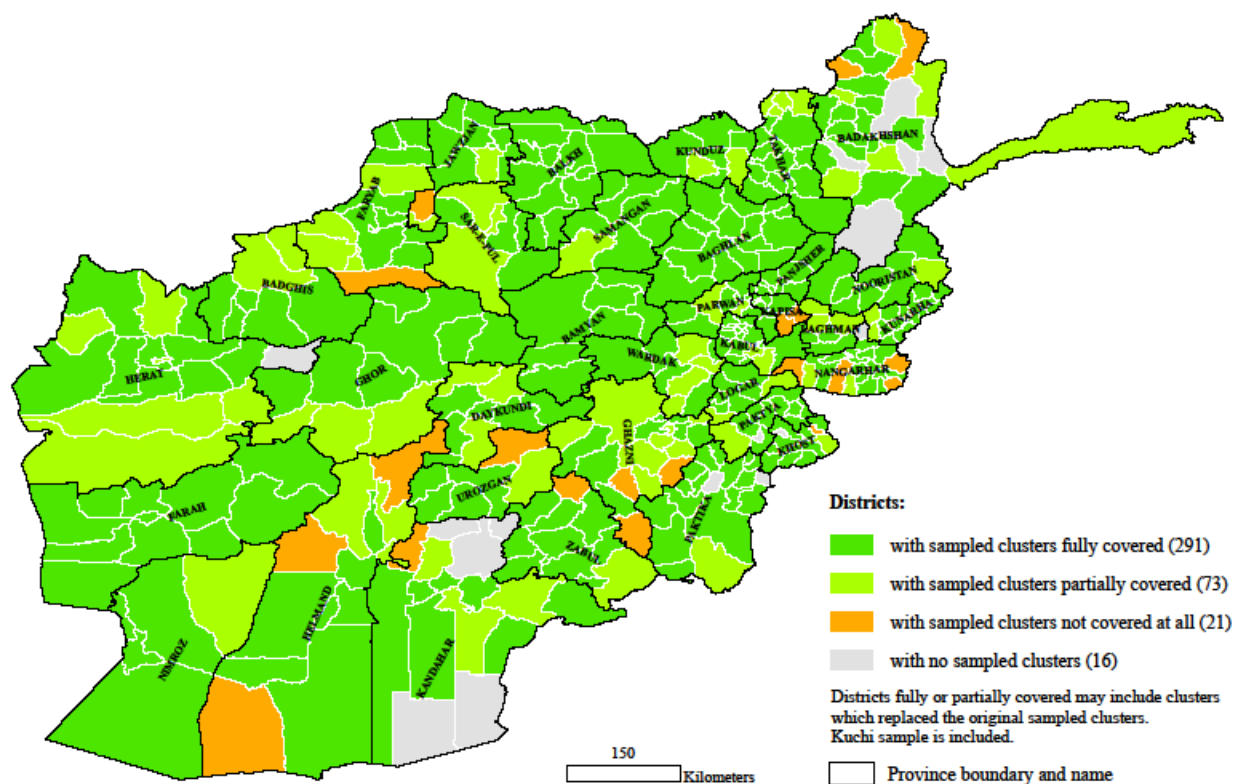 BADAKHSHAN
JAWZJAN
BALKH
KUNDUZ
TAKHAR
FARYAB
SAR-E-PUL
SAMANGAN
BAGHLAN
PANJSHER
NOORISTAN
BADGHIS
PARWAN
KAPISA
LAGHMAN
KUNARHA
BAMYAN
KABUL
HERAT
GHOR
WARDAK
NANGARHAR
LOGAR
DAYKUNDI
PAKTYA
GHAZNI
KHOST
UROZGAN
FARAH
PAKTIKA
ZABUL
HELMAND
NIMROZ
KANDAHAR
Districts:
with sampled clusters fully covered (291)
with sampled clusters partially covered (73)
with sampled clusters not covered at all (21)
with no sampled clusters (16)
Districts fully or partially covered may include clusters
which replaced the original sampled clusters.
Kuchi sample is included.
150
Kilometers
Province boundary and name